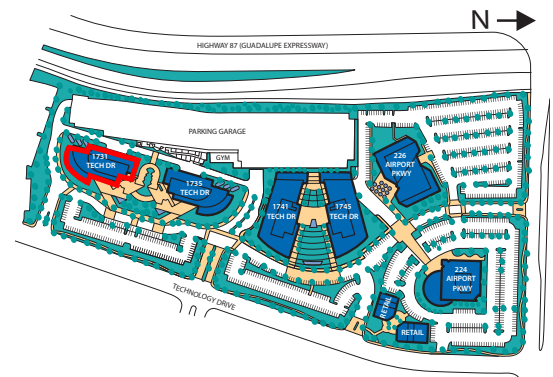 N
HIGHWAY 87 (GUADALUPE EXPRESSWAY)
PARKING GARAGE
GYM
1731
TECH DR
1735
TECH DR
226
AIRPORT
PKWY
1741
TECH DR
1745
TECH DR
224
AIRPORT
PKWY
RETAIL
RETAIL
TECHNOLOGY DRIVE